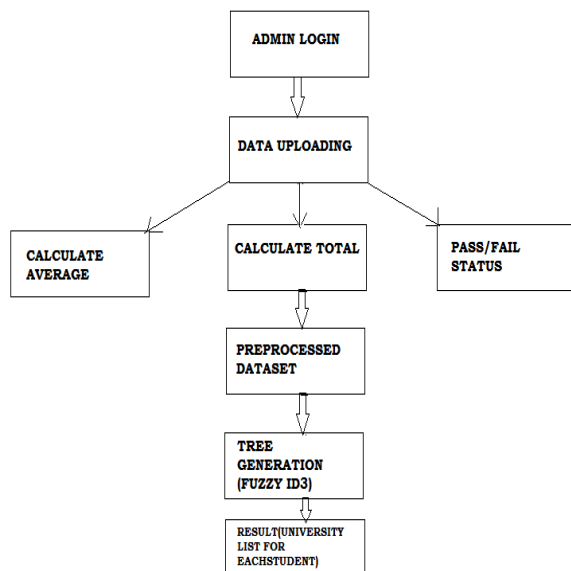 ADMIN LOGIN
DATA UPLOADING
CALCULATE
AVERAGE
CALCULATE TOTAL
PASS/FAIL
STATUS
PREPROCESSED
DATASET
TREE
GENERATION
(FUZZY ID3)
RESULT(UNIVERSITY
LIST FOR
EACHSTUDENT)